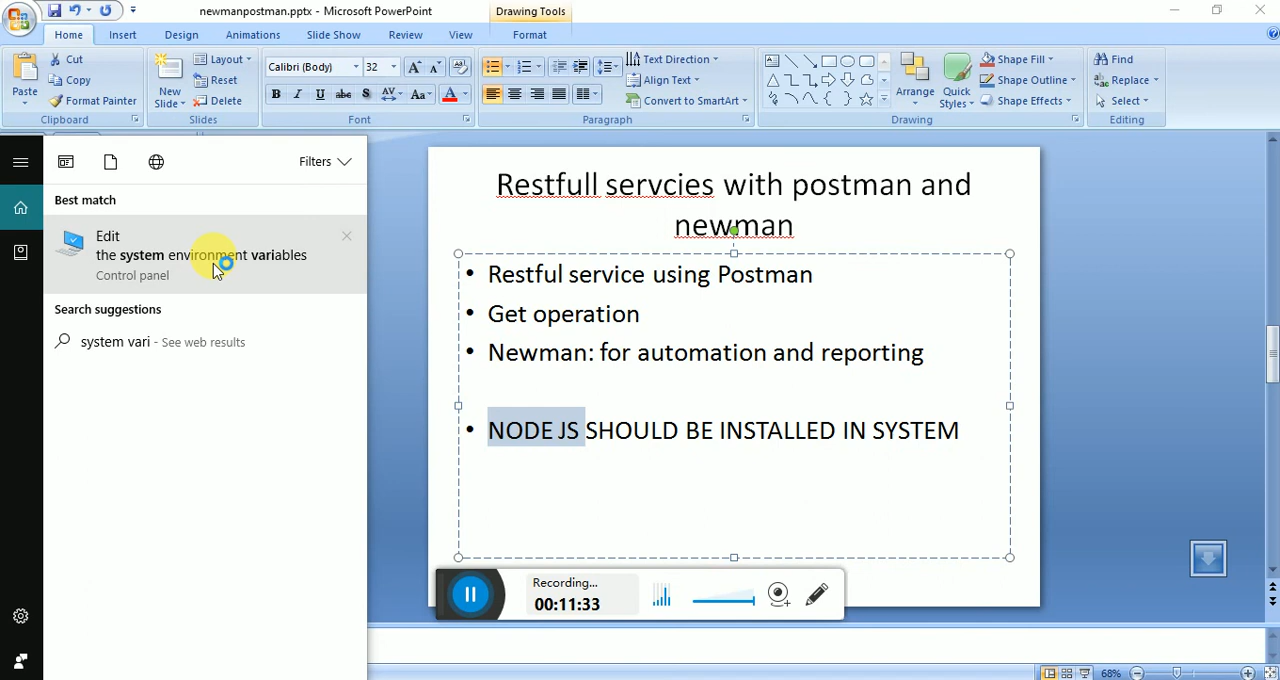 newmanpostman.pptx - Microsoft PowerPoint
Drawing Tools
Home
Insert
Design
Animations
Slide Show
Review
View
Format
Paste
Cut
Copy
Format Painter
Clipboard
New
Slide
Layout
Reset
Delete
Slides
Calibri (Body)
32
B I U abc S AV Aa A
Font
Text Direction
Align Text
Convert to SmartArt
Paragraph
Arrange
Quick
Styles
Shape Fill
Shape Outline
Shape Effects
Drawing
Find
Replace
Select
Editing
Filters
Best match
Edit
the system environment variables
Control panel
Search suggestions
system vari - See web results
Restfull servcies with postman and
newman
• Restful service using Postman
• Get operation
• Newman: for automation and reporting
• NODE JS SHOULD BE INSTALLED IN SYSTEM
Recording...
00:11:33
68%